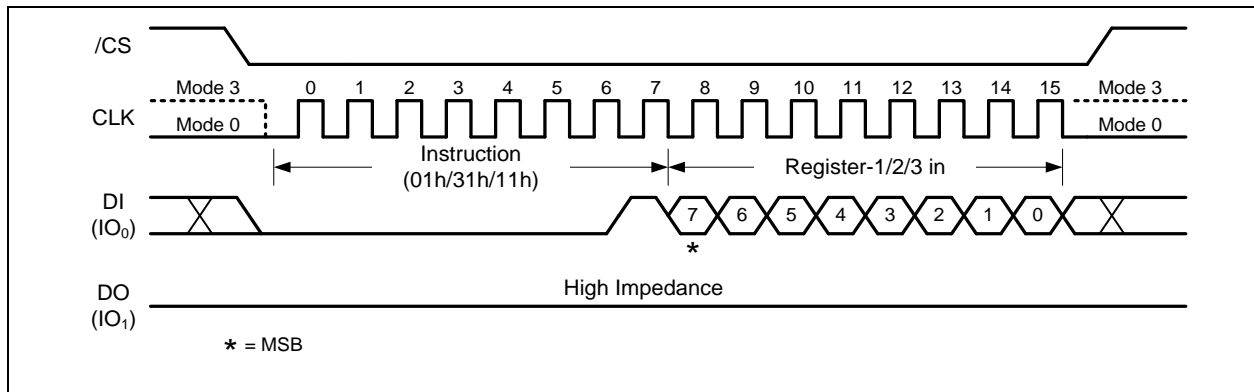 /CS
Mode 3 0 1 2 3 4 5 6 7 8 9 10 11 12 13 14 15 Mode 3
CLK
Mode 0 Mode 0
Instruction
(01h/31h/11h)
Register-1/2/3 in
DI
(IO₀)
7 6 5 4 3 2 1 0
*
DO
(IO₁)
High Impedance
* = MSB